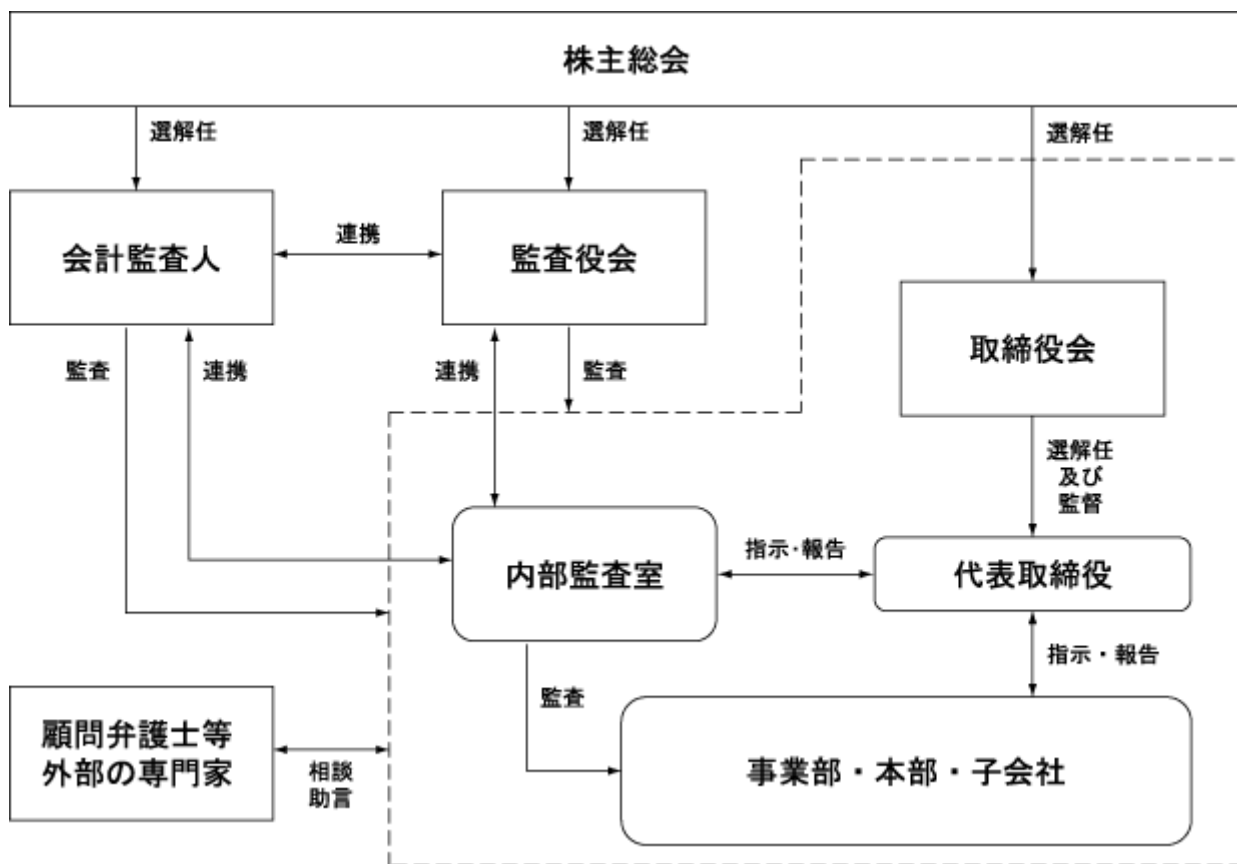 株主総会
選解任
選解任
選解任
会計監査人
連携
監査役会
取締役会
監査
連携
連携
監査
選解任
及び
監督
内部監査室
指示・報告
代表取締役
指示・報告
監査
顧問弁護士等
外部の専門家
相談
助言
事業部・本部・子会社